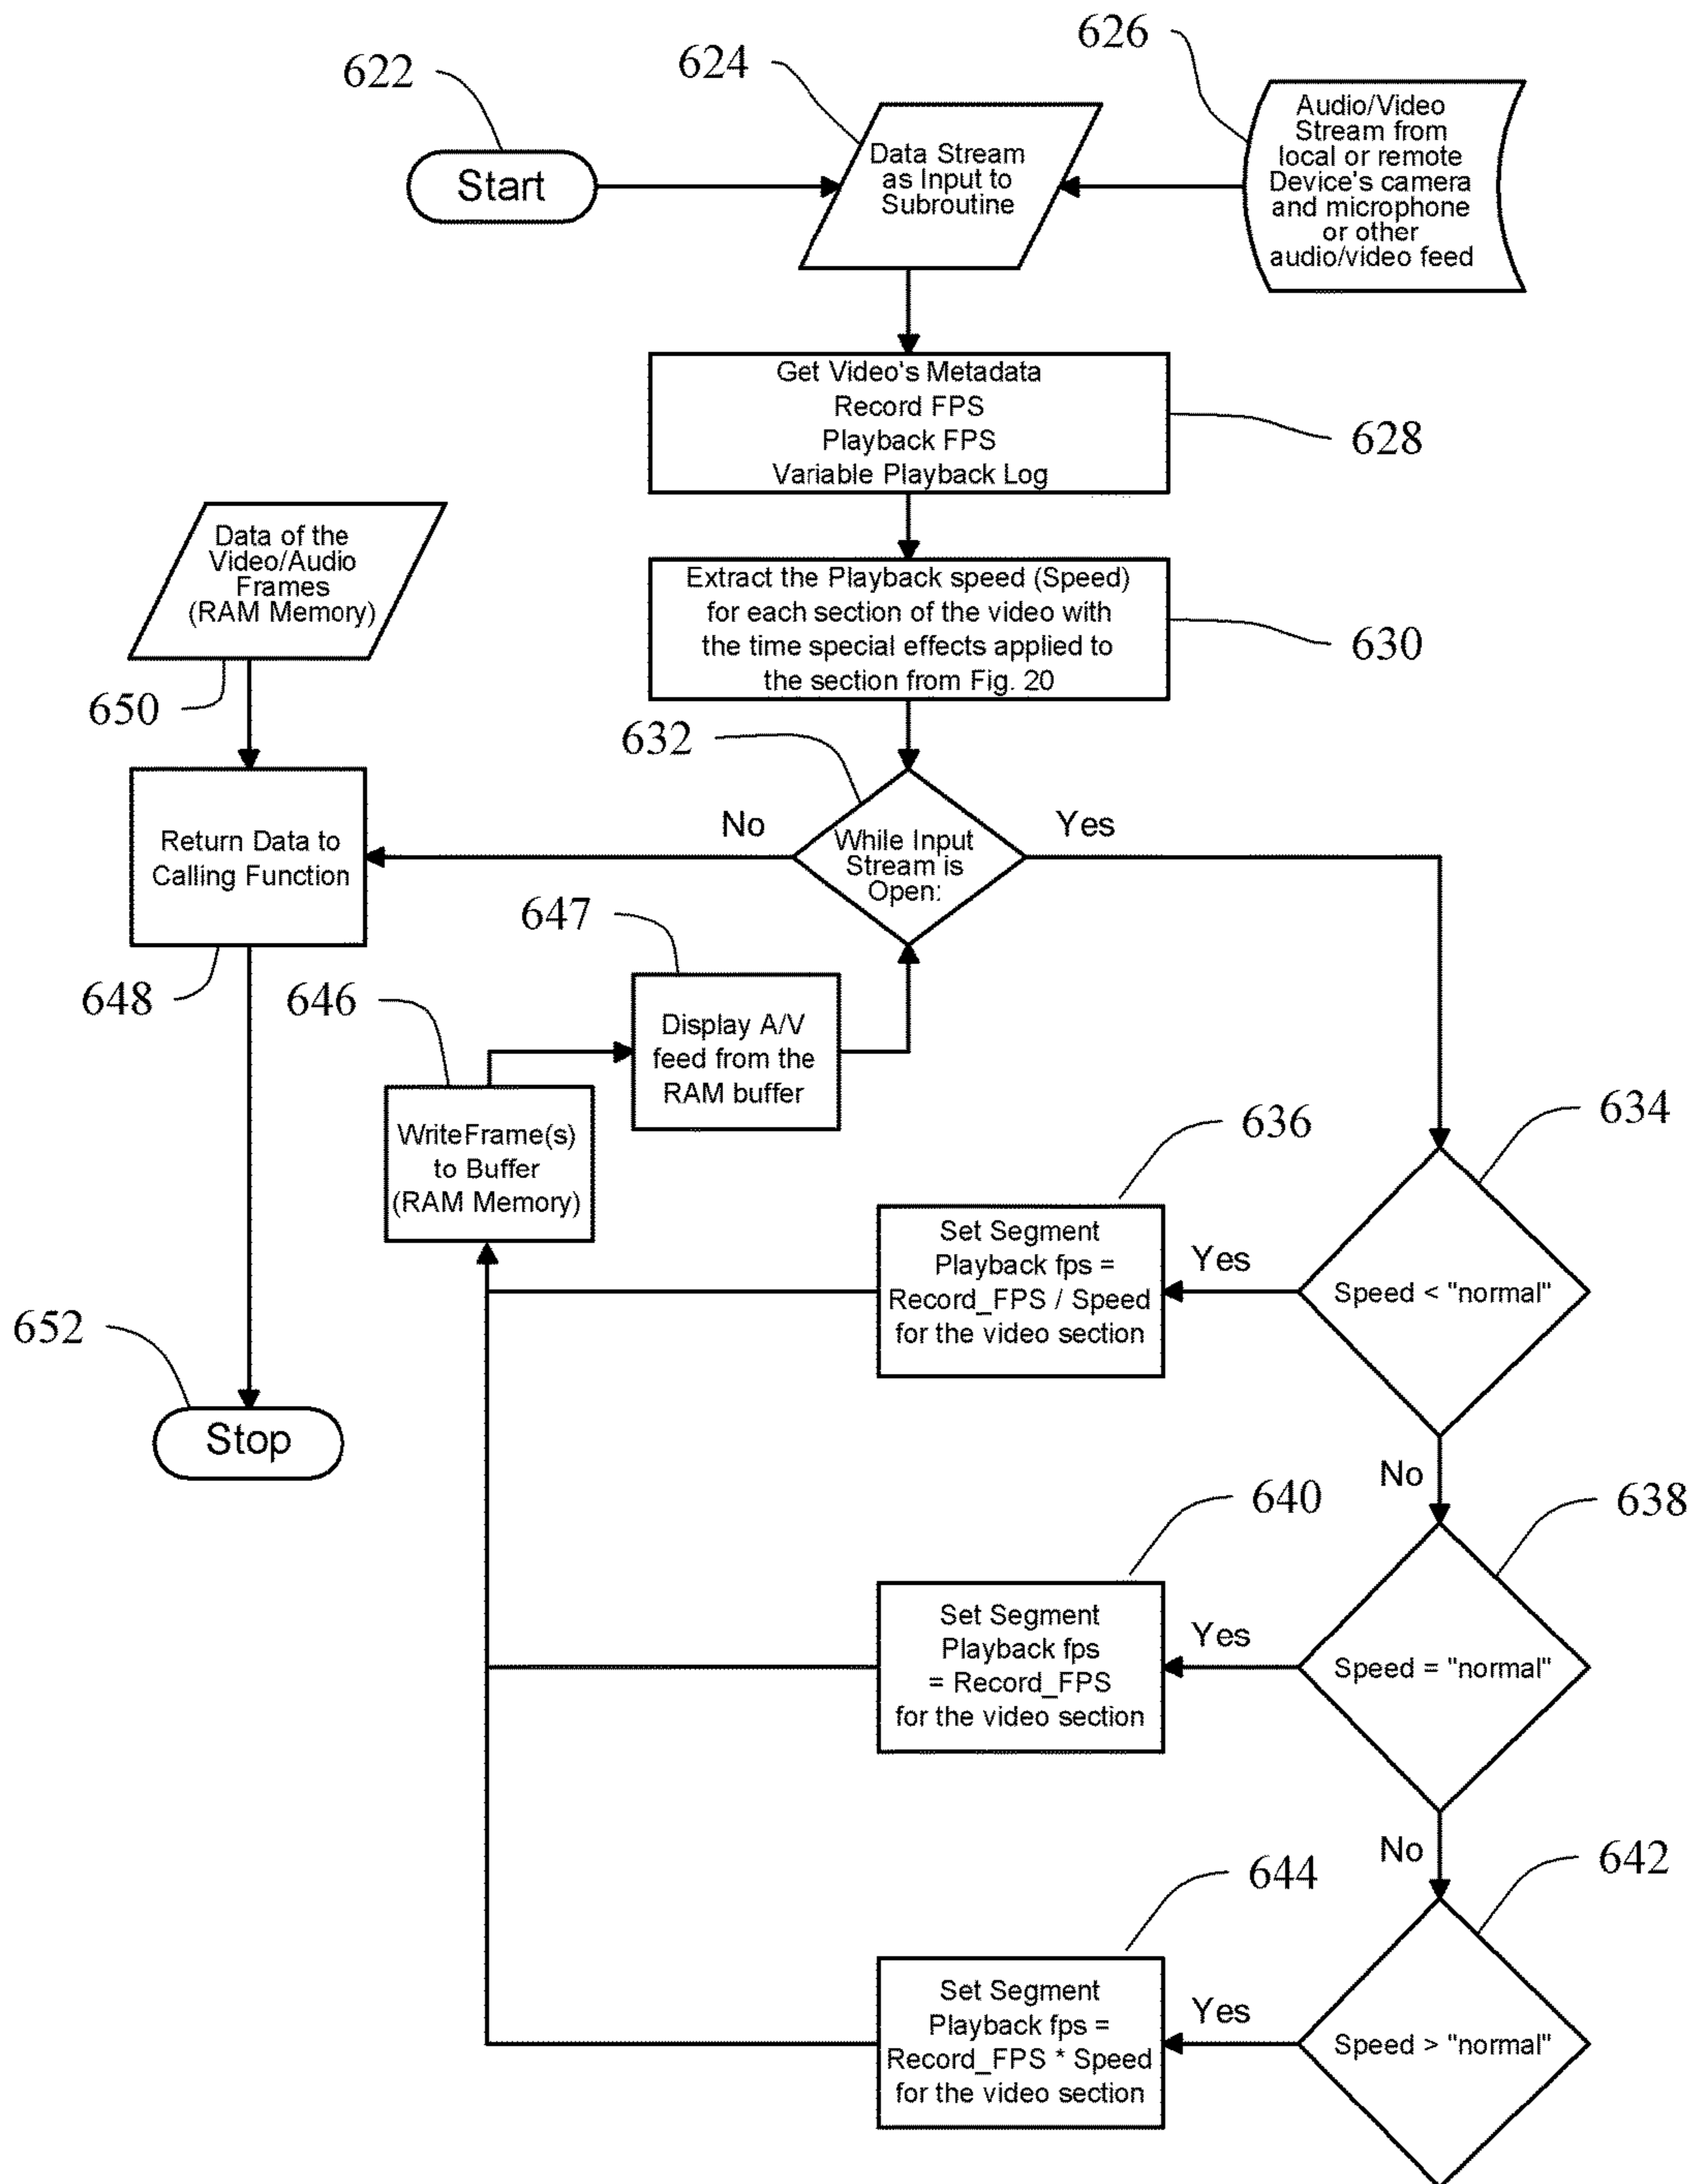 622
624
626
Start
Data Stream
as Input to
Subroutine
Audio/Video
Stream from
local or remote
Device's camera
and microphone
or other
audio/video feed
Get Video's Metadata
Record FPS
Playback FPS
Variable Playback Log
628
Data of the
Video/Audio
Frames
(RAM Memory)
650
Extract the Playback speed (Speed)
for each section of the video with
the time special effects applied to
the section from Fig. 20
630
632
No
While Input
Stream is
Open:
Yes
Return Data to
Calling Function
648
647
Display A/V
feed from the
RAM buffer
646
WriteFrame(s)
to Buffer
(RAM Memory)
634
636
Set Segment
Playback fps =
Record_FPS / Speed
for the video section
Yes
Speed < "normal"
652
Stop
No
638
640
Set Segment
Playback fps
= Record_FPS
for the video section
Yes
Speed = "normal"
No
642
644
Set Segment
Playback fps =
Record_FPS * Speed
for the video section
Yes
Speed > "normal"